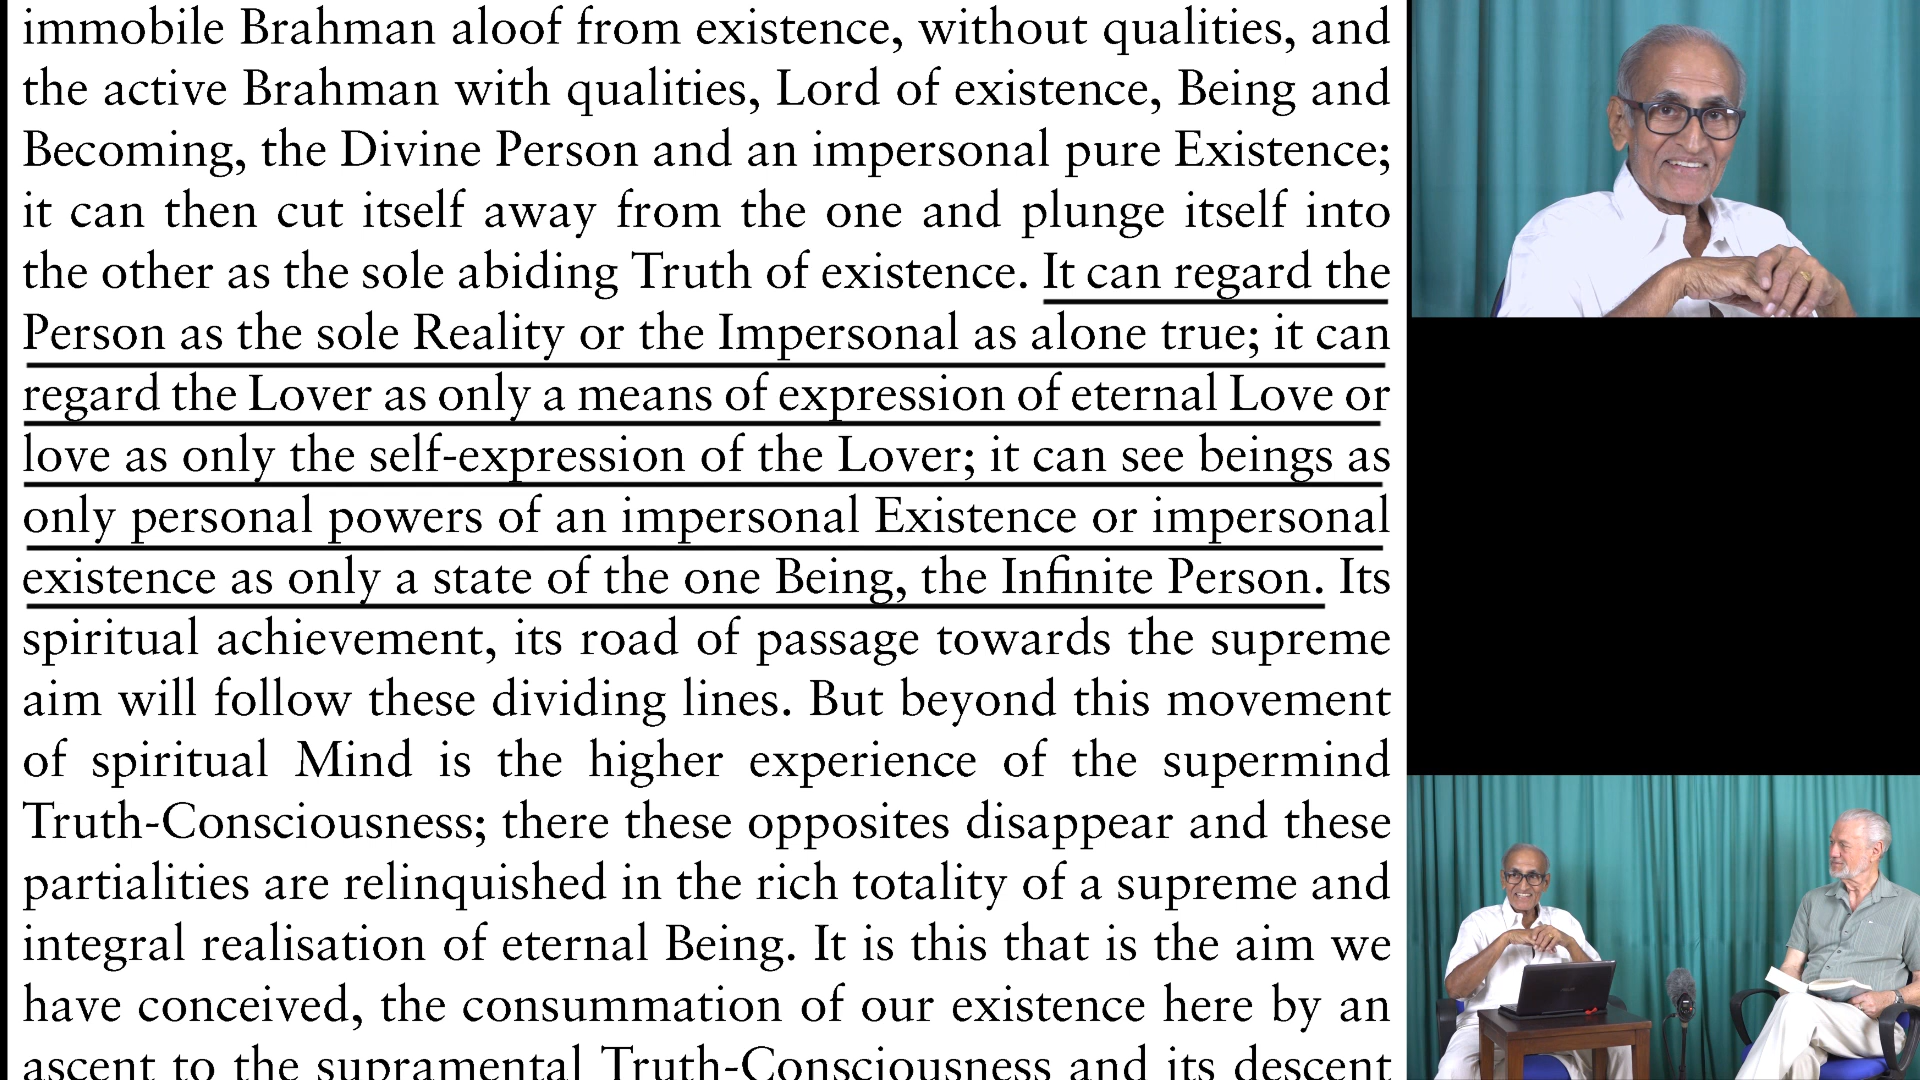 immobile Brahman aloof from existence, without qualities, and
the active Brahman with qualities, Lord of existence, Being and
Becoming, the Divine Person and an impersonal pure Existence;
it can then cut itself away from the one and plunge itself into
the other as the sole abiding Truth of existence. It can regard the
Person as the sole Reality or the Impersonal as alone true; it can
regard the Lover as only a means of expression of eternal Love or
love as only the self-expression of the Lover; it can see beings as
only personal powers of an impersonal Existence or impersonal
existence as only a state of the one Being, the Infinite Person. Its
spiritual achievement, its road of passage towards the supreme
aim will follow these dividing lines. But beyond this movement
of spiritual Mind is the higher experience of the supermind
Truth-Consciousness; there these opposites disappear and these
partialities are relinquished in the rich totality of a supreme and
integral realisation of eternal Being. It is this that is the aim we
have conceived, the consummation of our existence here by an
ascent to the supramental Truth-Consciousness and its descent